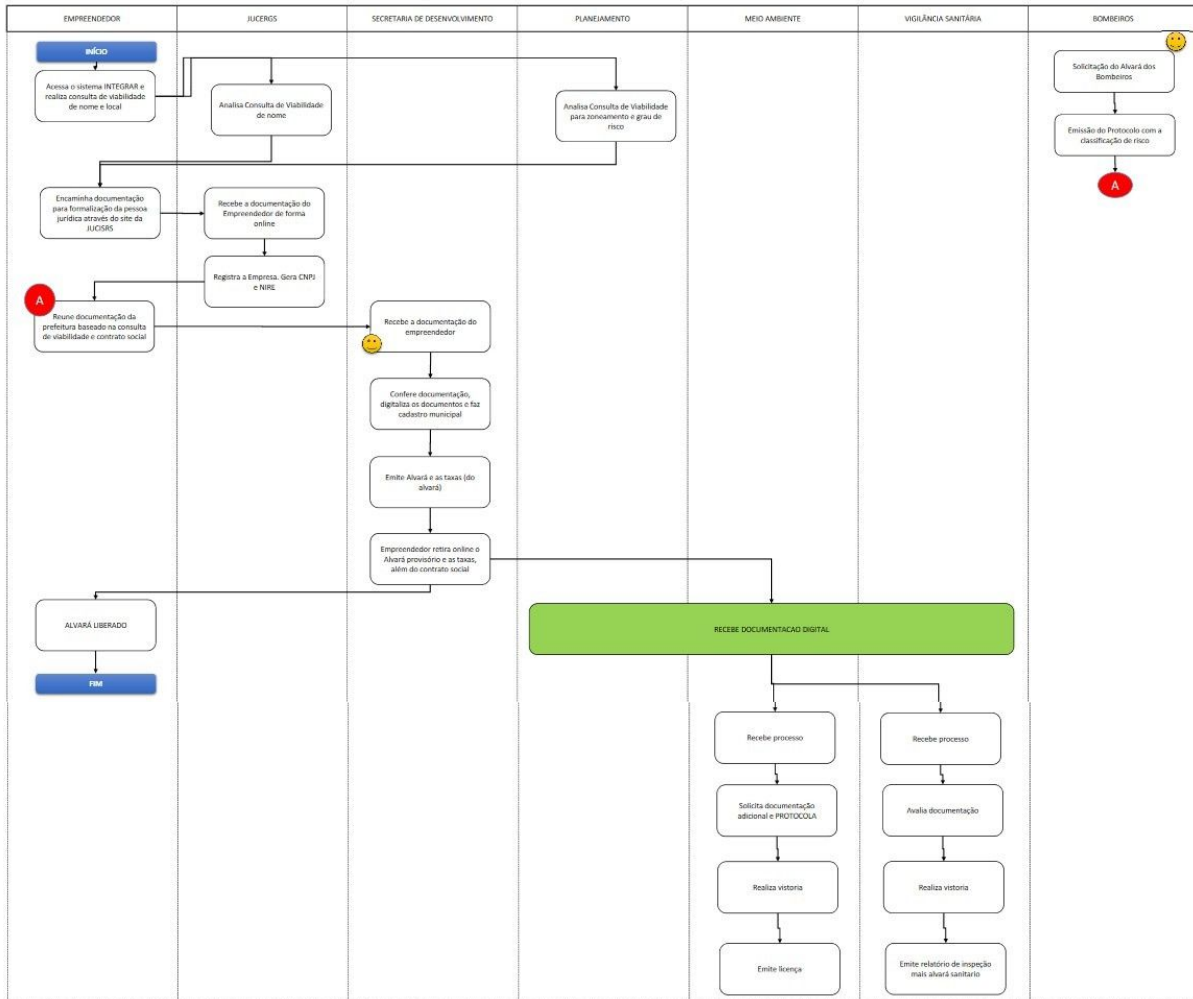 EMPREENDEDOR
JUCERGS
SECRETARIA DE DESENVOLVIMENTO
PLANEJAMENTO
MEIO AMBIENTE
VIGILÂNCIA SANITÁRIA
BOMBEIROS
INÍCIO
Acessa o sistema INTEGRAR e
realiza consulta de viabilidade
de nome e local
Analisa Consulta de Viabilidade
de nome
Analisa Consulta de Viabilidade
para zoneamento e grau de
risco
Solicitação do Alvará dos
Bombeiros
Emissão do Protocolo com a
classificação de risco
A
Encaminha documentação
para formalização da pessoa
jurídica através do site da
JUCISRS
Recebe a documentação do
Empreendedor de forma
online
Registra a Empresa. Gera CNPJ
e NIRE
A
Reune documentação da
prefeitura baseado na consulta
de viabilidade e contrato social
Recebe a documentação do
empreendedor
Confere documentação,
digitaliza os documentos e faz
cadastro municipal
Emite Alvará e as taxas (do
alvará)
Empreendedor retira online o
Alvará provisório e as taxas,
além do contrato social
ALVARÁ LIBERADO
FIM
RECEBE DOCUMENTACAO DIGITAL
Recebe processo
Solicita documentação
adicional e PROTOCOLA
Realiza vistoria
Emite licença
Recebe processo
Avalia documentação
Realiza vistoria
Emite relatório de inspeção
mais alvará sanitario